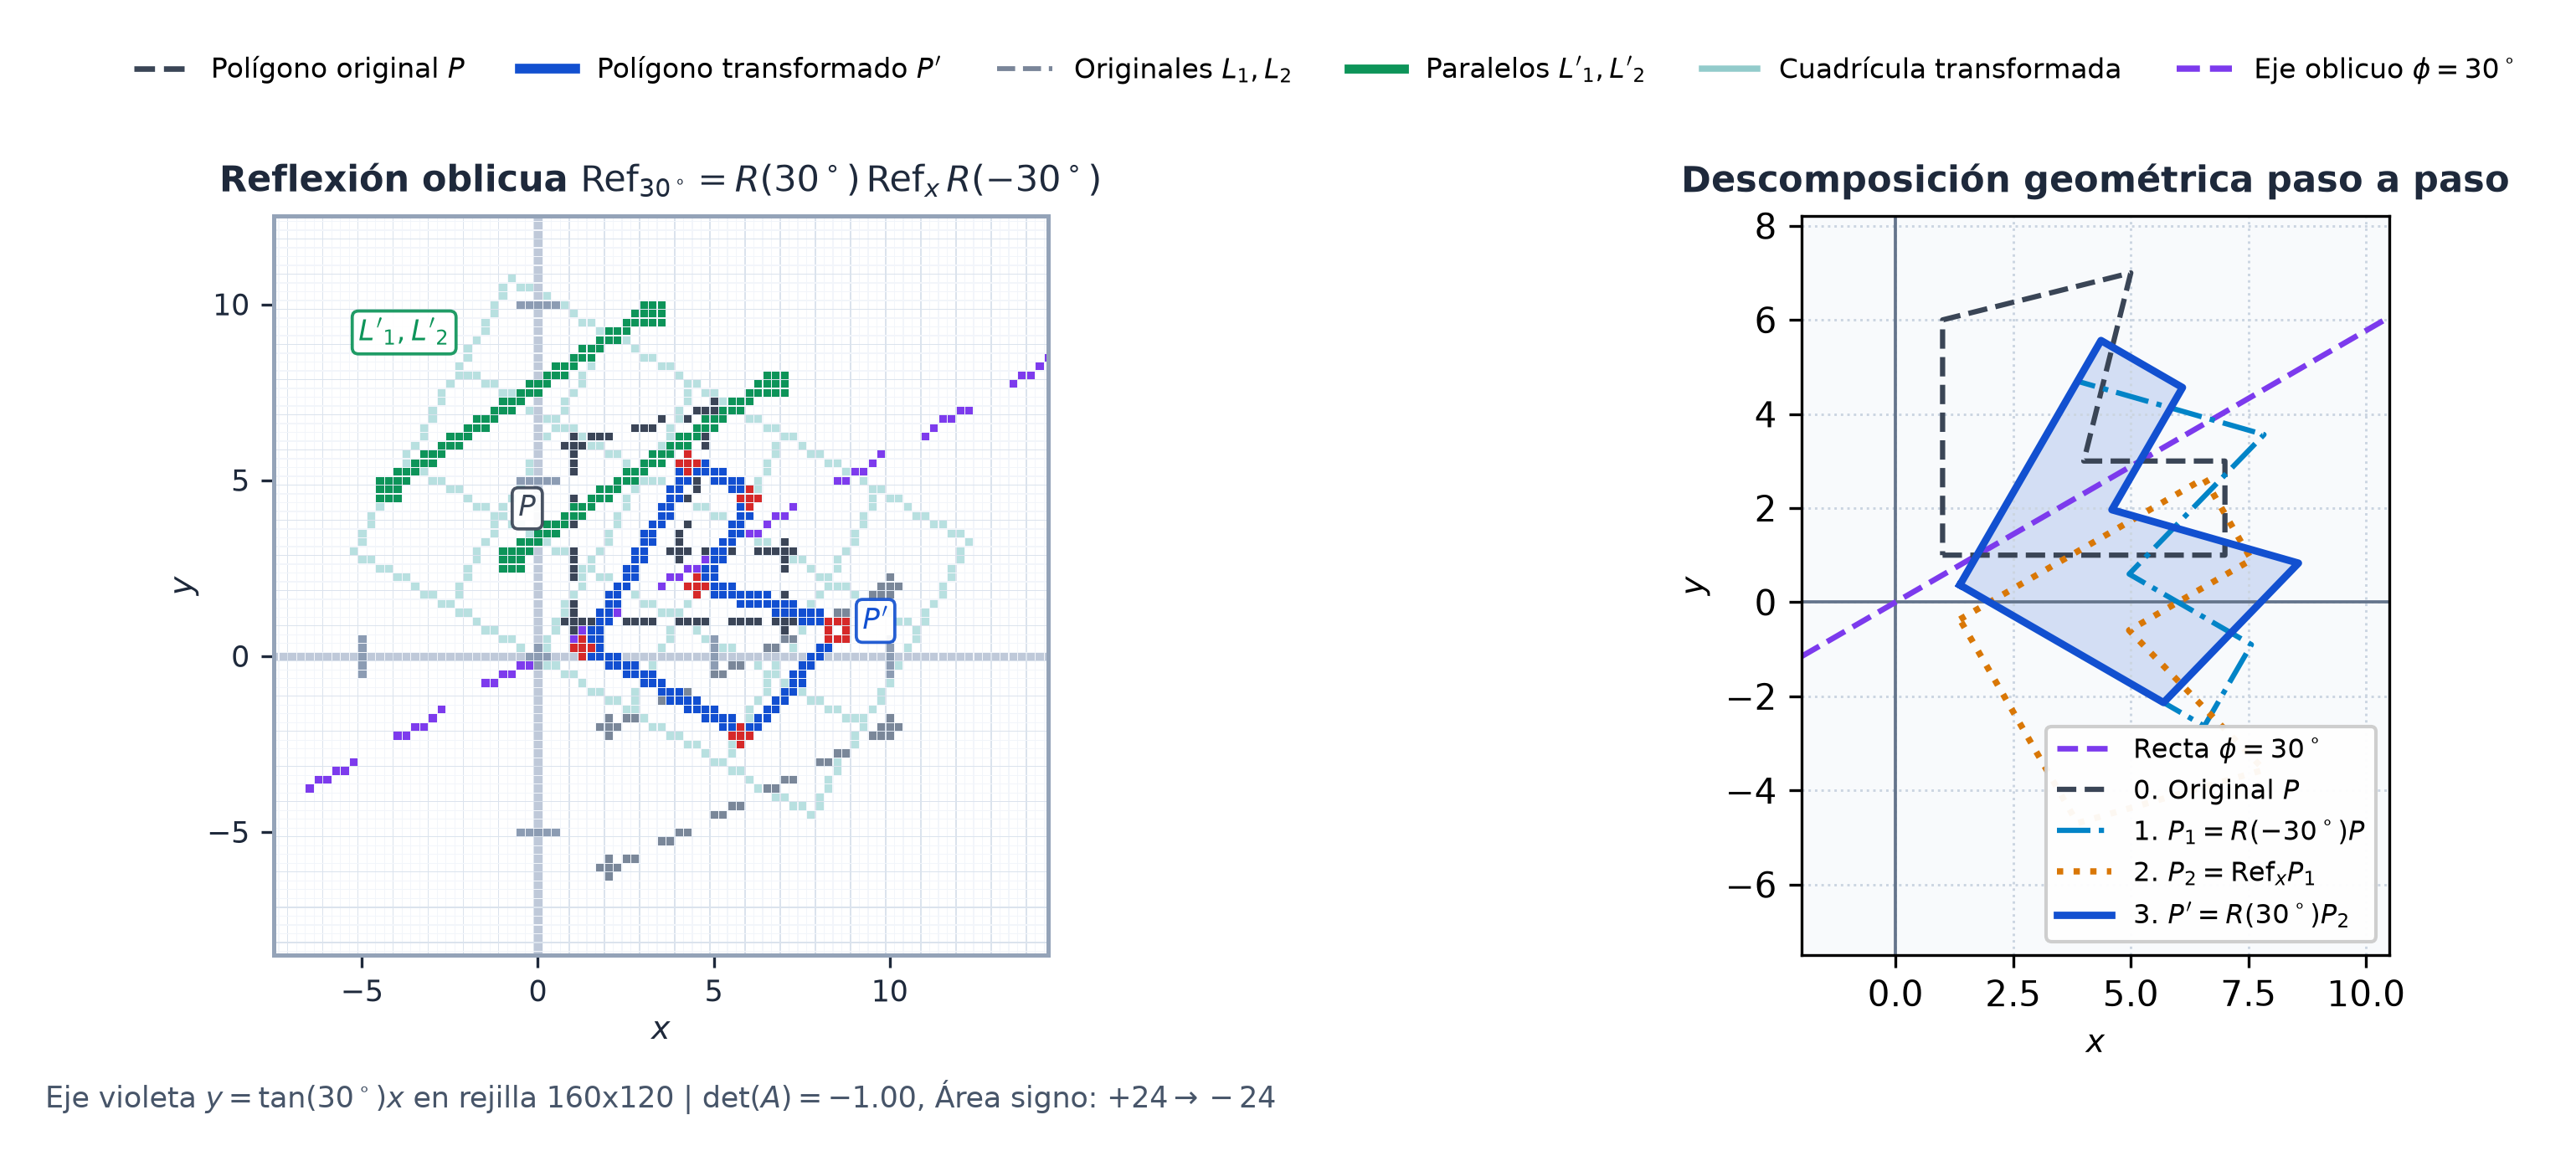 Polígono original P
Polígono transformado P′
Originales L₁, L₂
Paralelos L′₁, L′₂
Cuadrícula transformada
Eje oblicuo ϕ = 30°
Reflexión oblicua Ref₃₀° = R(30°) Refₓ R(−30°)
10
5
0
−5
y
L′₁, L′₂
P
P′
−5
0
5
10
x
Eje violeta y = tan(30°)x en rejilla 160x120 | det(A) = −1.00, Área signo: +24 → −24
Descomposición geométrica paso a paso
8
6
4
2
0
−2
−4
−6
y
Recta ϕ = 30°
0. Original P
1. P₁ = R(−30°)P
2. P₂ = RefₓP₁
3. P′ = R(30°)P₂
0.0
2.5
5.0
7.5
10.0
x